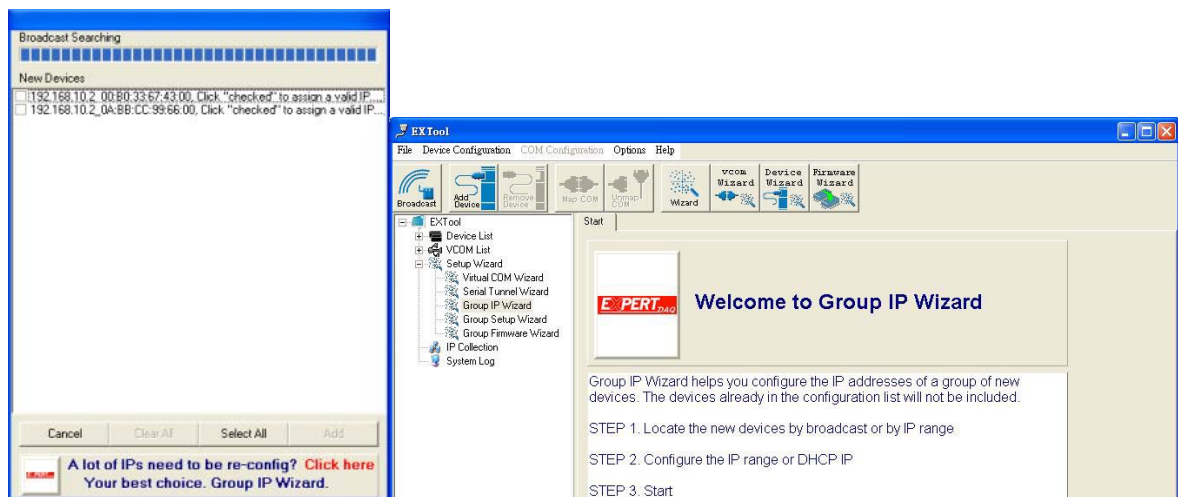 Broadcast Searching
New Devices
192.168.10.2_00:B0:33:67:43:00, Click "checked" to assign a valid IP....
192.168.10.2_0A:BB:CC:99:66:00, Click "checked" to assign a valid IP...
Cancel Clear All Select All Add
A lot of IPs need to be re-config? Click here
Your best choice. Group IP Wizard.
EXTool
File Device Configuration COM Configuration Options Help
Broadcast
Add Device
Remove Device
Map COM
Unmap COM
Wizard
vcom Wizard
Device Wizard
Firmware Wizard
EXTool
Device List
VCOM List
Setup Wizard
Virtual COM Wizard
Serial Tunnel Wizard
Group IP Wizard
Group Setup Wizard
Group Firmware Wizard
IP Collection
System Log
Start
EXPERT DAQ
Welcome to Group IP Wizard
Group IP Wizard helps you configure the IP addresses of a group of new
devices. The devices already in the configuration list will not be included.
STEP 1. Locate the new devices by broadcast or by IP range
STEP 2. Configure the IP range or DHCP IP
STEP 3. Start